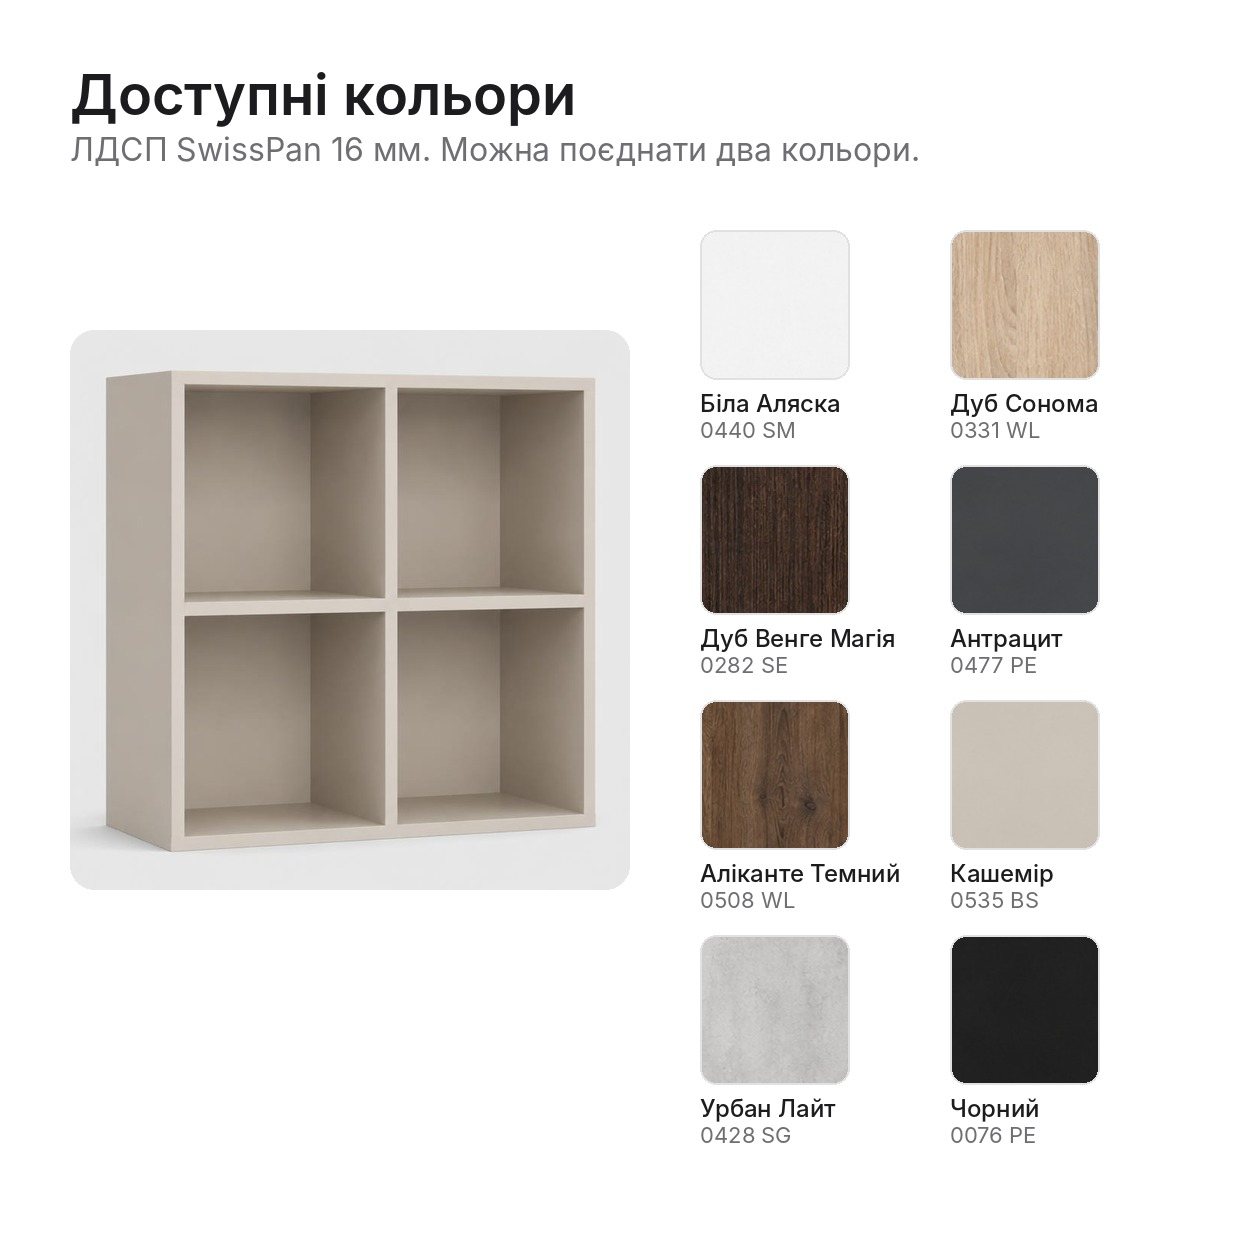 Доступні кольори
ЛДСП SwissPan 16 мм. Можна поєднати два кольори.
Біла Аляска
0440 SM
Дуб Сонома
0331 WL
Дуб Венге Магія
0282 SE
Антрацит
0477 PE
Аліканте Темний
0508 WL
Кашемір
0535 BS
Урбан Лайт
0428 SG
Чорний
0076 PE